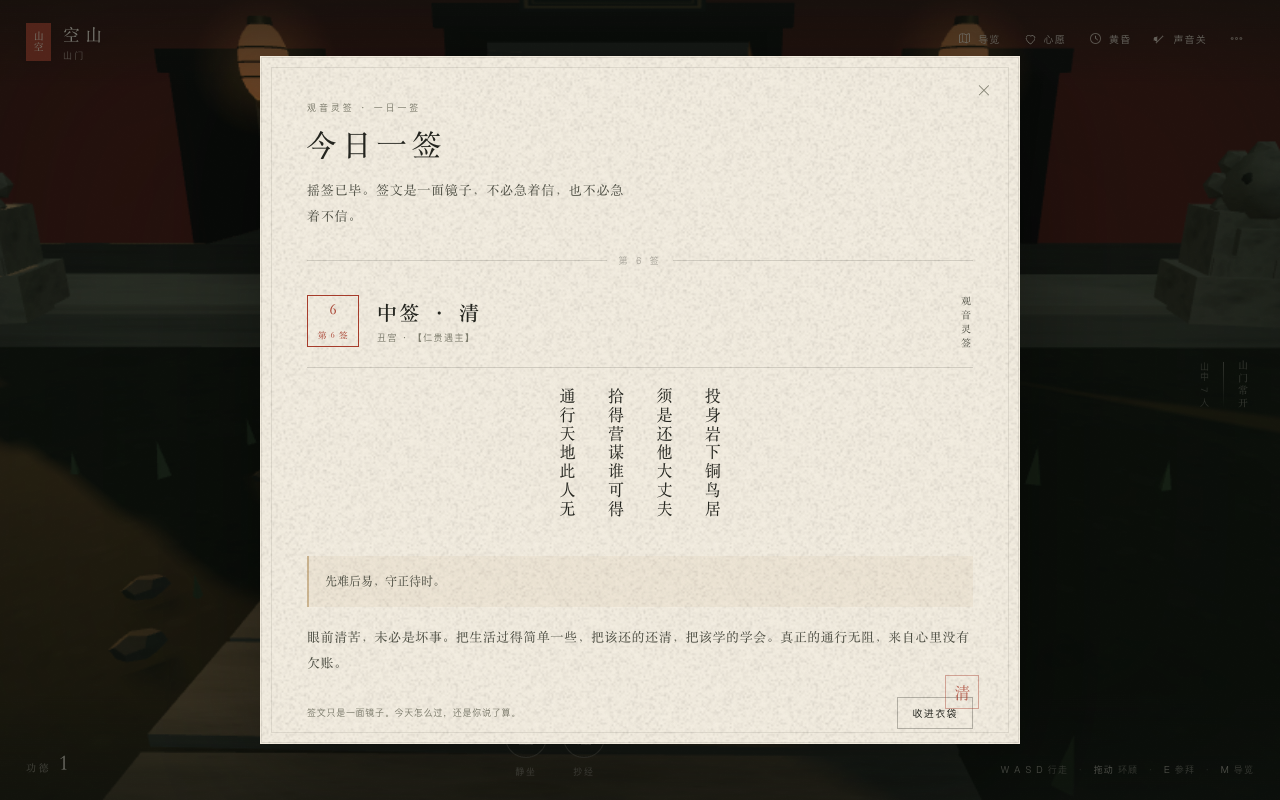 山空
空山
山门
导览
心愿
黄昏
声音关
观音灵签 · 一日一签
今日一签
摇签已毕。签文是一面镜子，不必急着信，也不必急
着不信。
第 6 签
6
第 6 签
中签 · 清
丑宫 · 【仁贵遇主】
观音灵签
投身岩下铜鸟居
须是还他大丈夫
拾得营谋谁可得
通行天地此人无
先难后易，守正待时。
眼前清苦，未必是坏事。把生活过得简单一些，把该还的还清，把该学的学会。真正的通行无阻，来自心里没有
欠账。
清
签文只是一面镜子。今天怎么过，还是你说了算。
收进衣袋
山门常开
山中 7 人
功德 1
静坐
抄经
WASD 行走 · 拖动 环顾 · E 参拜 · M 导览